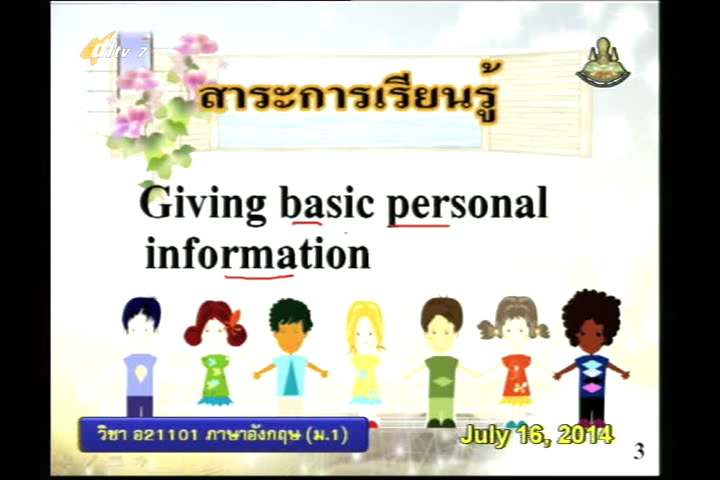 dltv 7
สาระการเรียนรู้
Giving basic personal
information
วิชา อ21101 ภาษาอังกฤษ (ม.1)
July 16, 2014
3